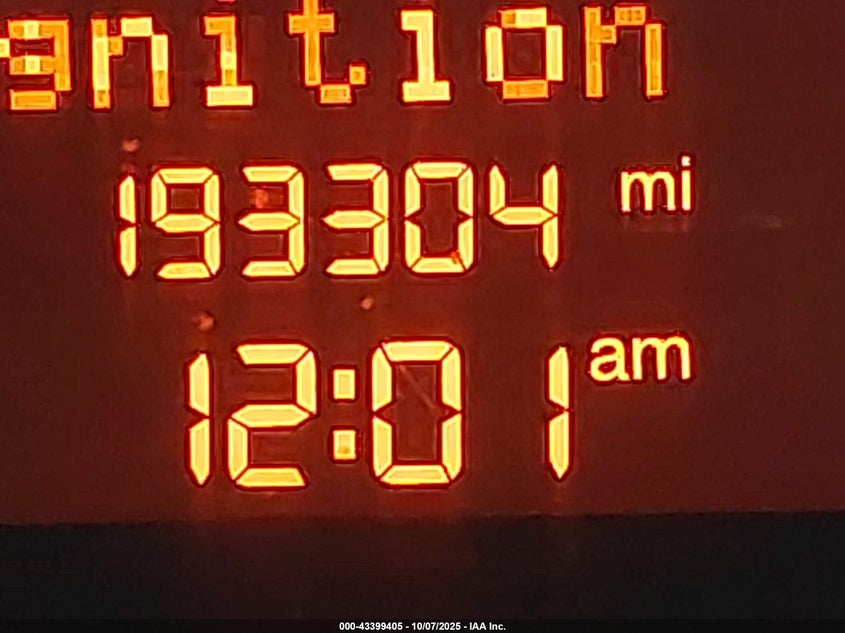 gnition
193304 mi
12:01 am
000-43399405 - 10/07/2025 - IAA Inc.